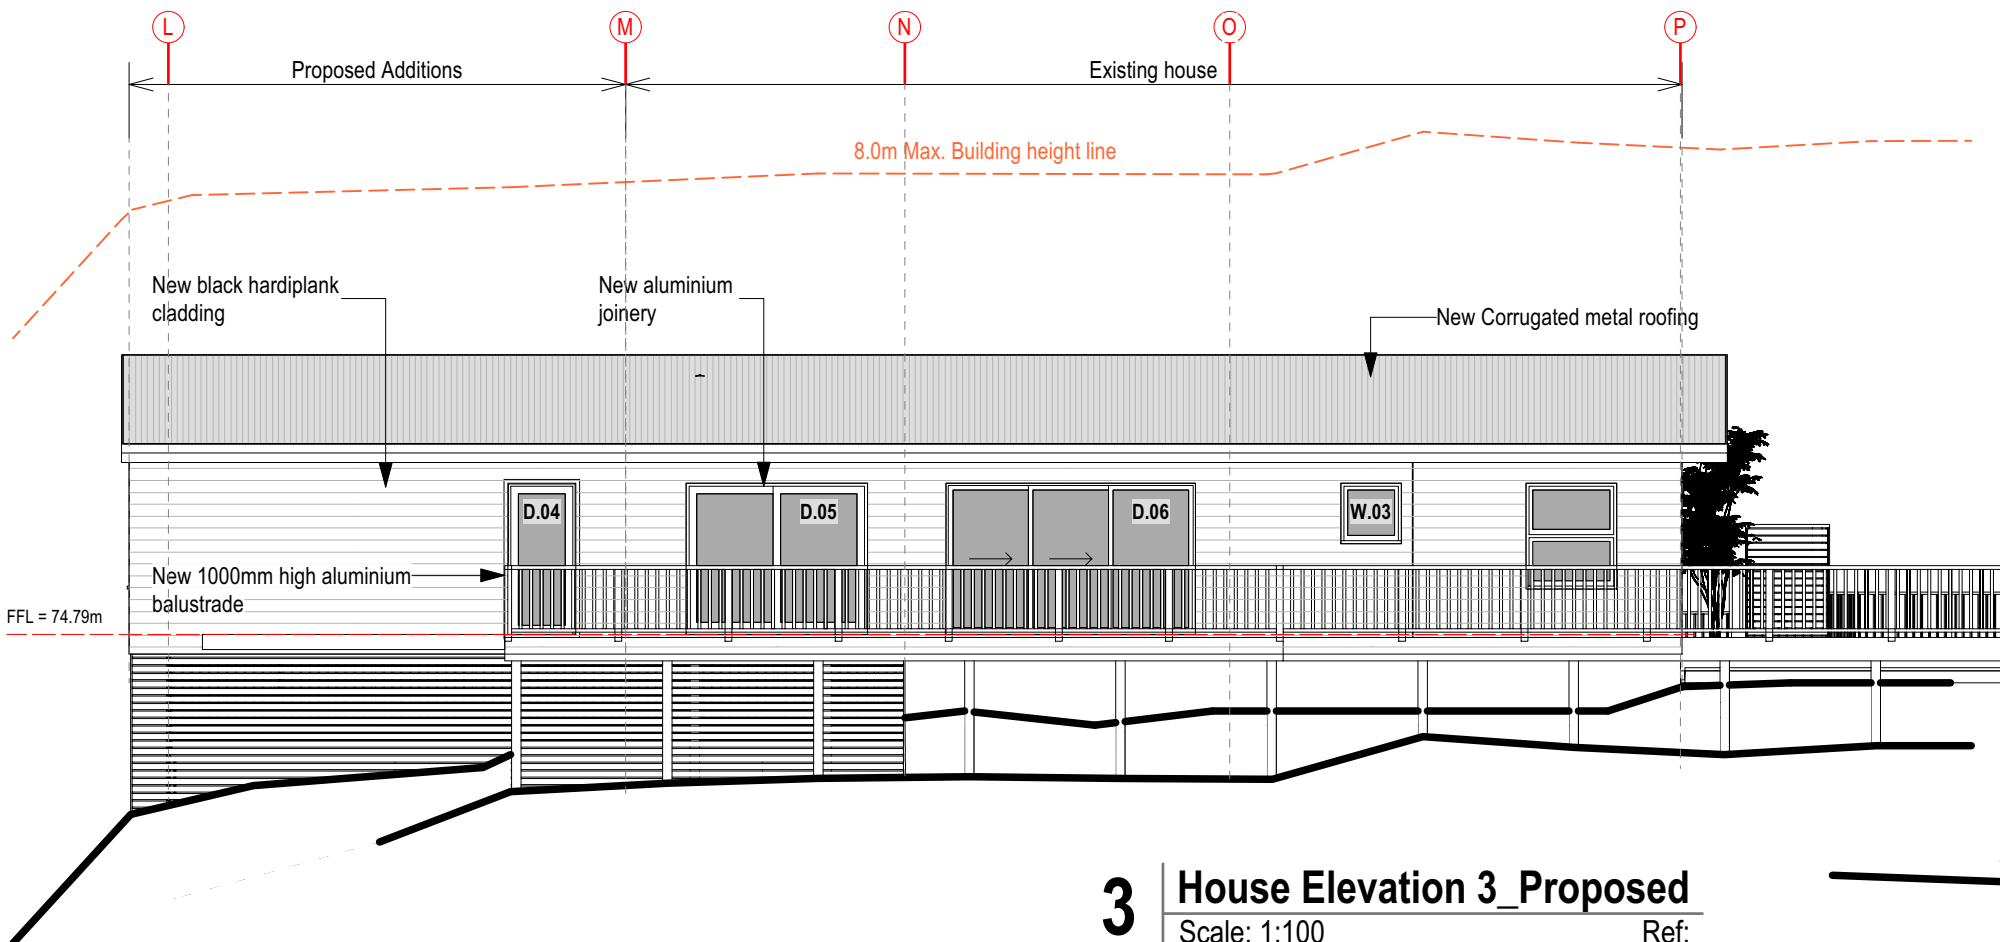 L
M
N
O
P
Proposed Additions
Existing house
8.0m Max. Building height line
New black hardiplank
cladding
New aluminium
joinery
New Corrugated metal roofing
D.04
D.05
D.06
W.03
New 1000mm high aluminium
balustrade
FFL = 74.79m
3
House Elevation 3_Proposed
Scale: 1:100
Ref: